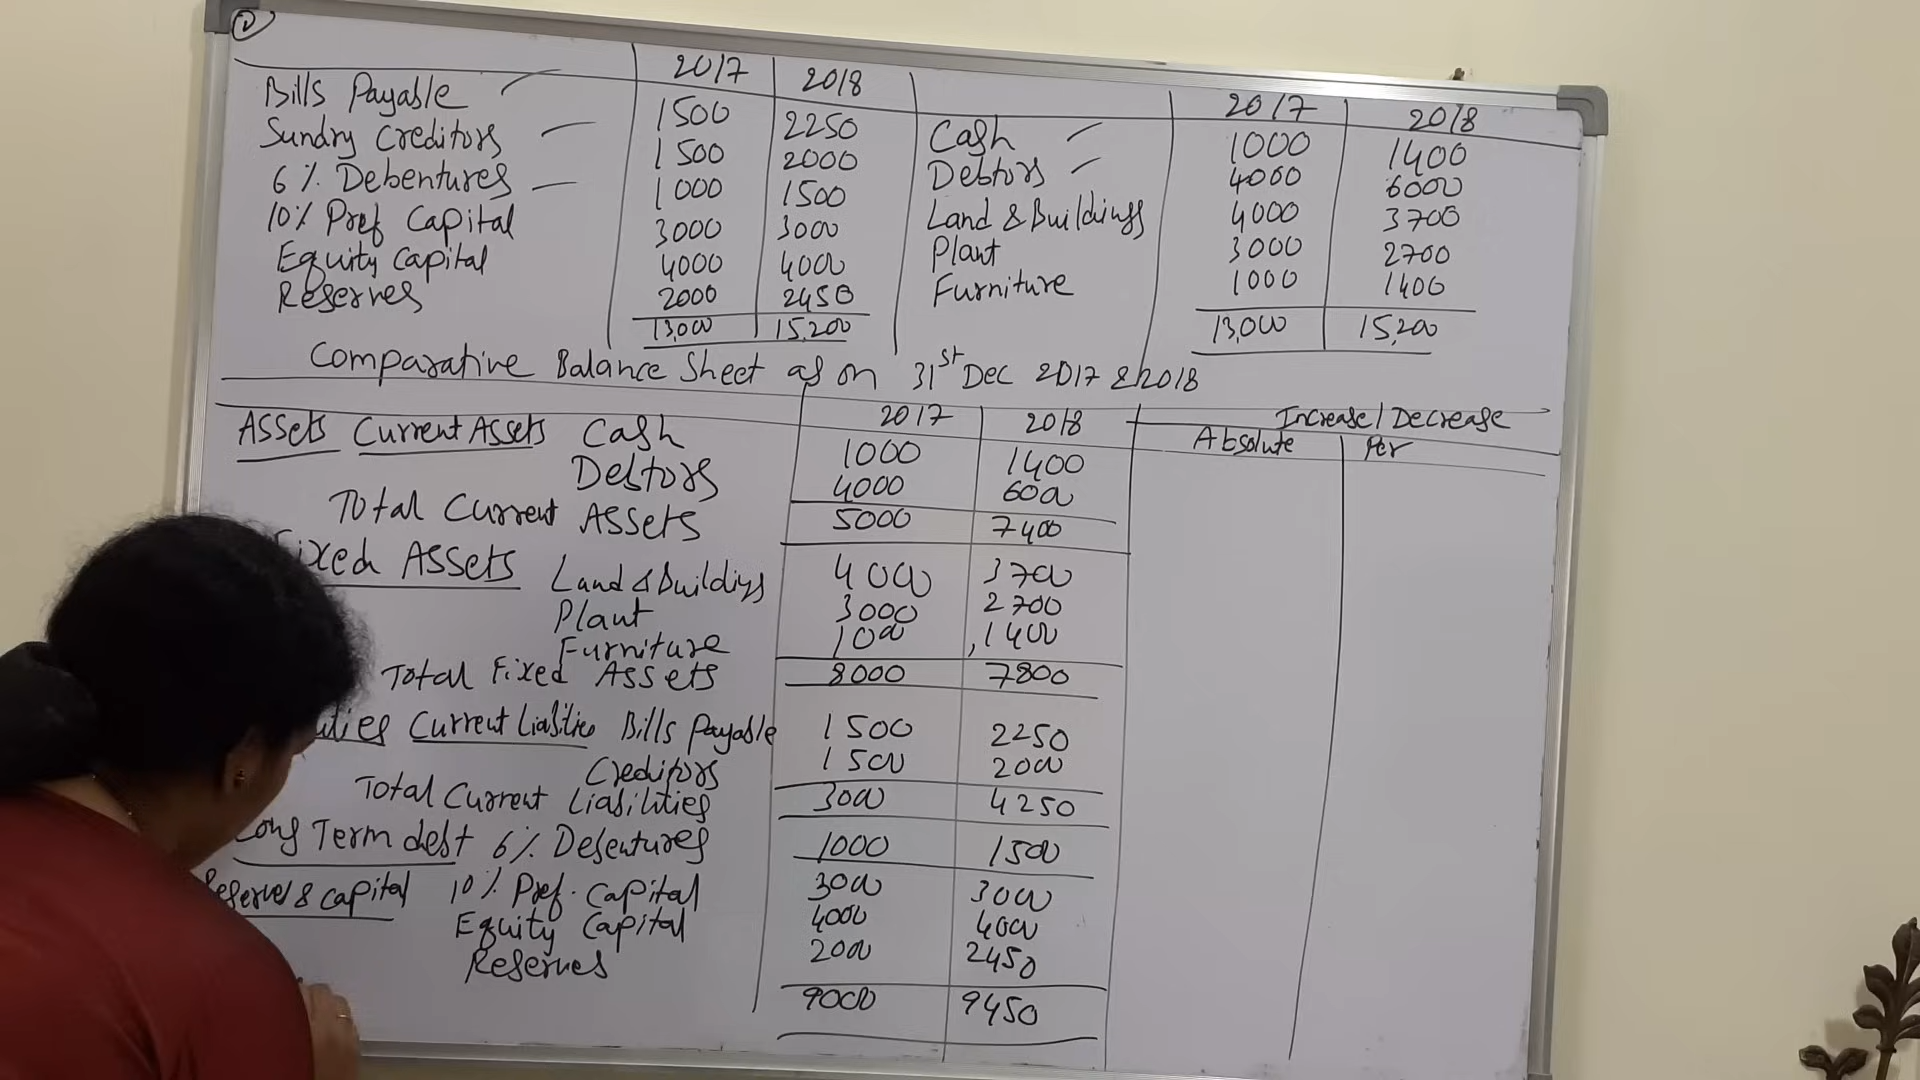 1)
2017 2018 2017 2018
Bills Payable 1500 2250 Cash 1000 1400
Sundry Creditors 1500 2000 Debtors 4000 6000
6% Debentures 1000 1500 Land & Buildings 4000 3700
10% Pref Capital 3000 3000 Plant 3000 2700
Equity Capital 4000 4000 Furniture 1000 1400
Reserves 2000 2450
13,000 15,200 13,000 15,200
Comparative Balance Sheet as on 31st Dec 2017 & 2018
2017 2018 Increase/Decrease
Absolute Per
Assets Current Assets Cash 1000 1400
Debtors 4000 6000
Total Current Assets 5000 7400
Fixed Assets Land & Buildings 4000 3700
Plant 3000 2700
Furniture 1000 1400
Total Fixed Assets 8000 7800
Current Liabilities Bills Payable 1500 2250
Creditors 1500 2000
Total Current Liabilities 3000 4250
Long Term debt 6% Debentures 1000 1500
Reserves & Capital 10% Pref. Capital 3000 3000
Equity Capital 4000 4000
Reserves 2000 2450
9000 9450